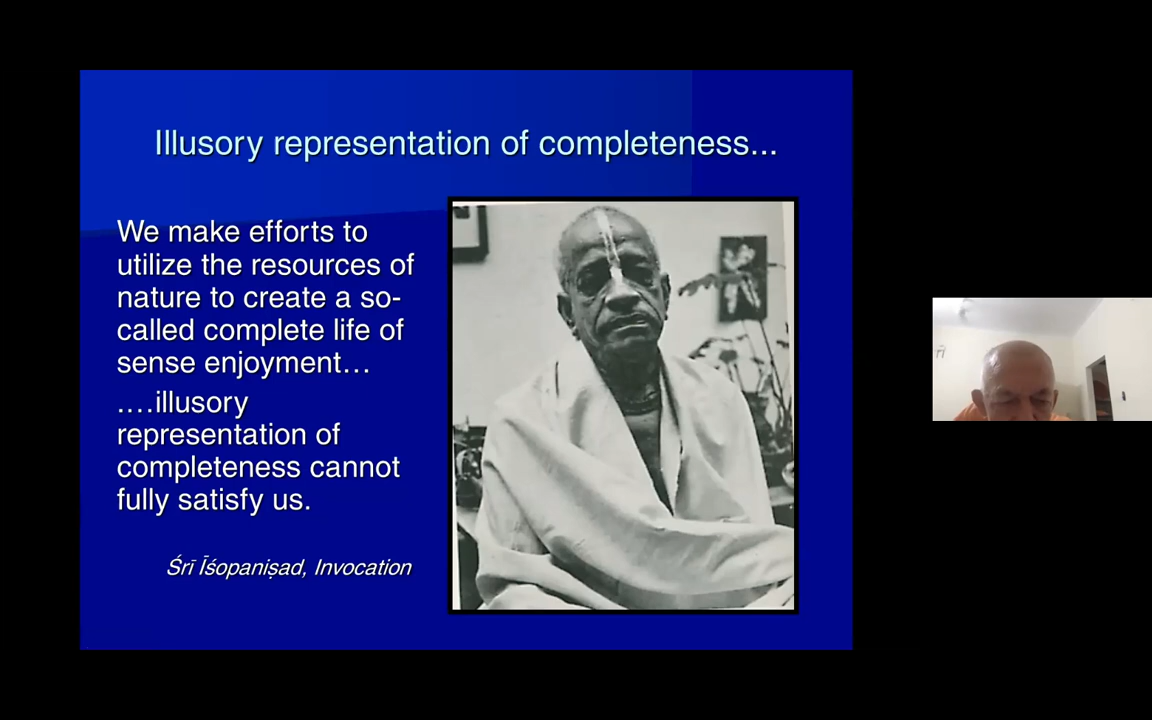 Illusory representation of completeness...
We make efforts to
utilize the resources of
nature to create a so-
called complete life of
sense enjoyment…
….illusory
representation of
completeness cannot
fully satisfy us.
Śrī Īśopaniṣad, Invocation